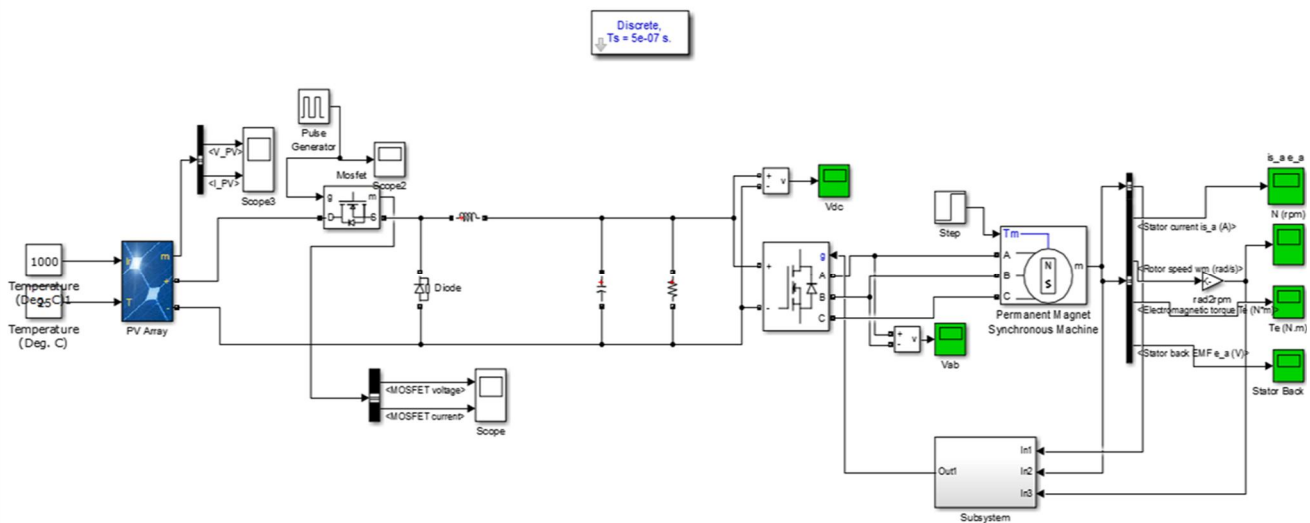 Discrete,
Ts = 5e-07 s.
Pulse
Generator
<V_PV>
<I_PV>
Scope3
Mosfet
Scope2
g
m
D
S
1000
Temperature
(Deg. C)1
25
Temperature
(Deg. C)
Ir
T
m
+
-
PV Array
Diode
<MOSFET voltage>
<MOSFET current>
Scope
+
-
v
Vdc
g
+
-
A
B
C
+
-
v
Vab
Step
Tm
A
B
C
N
S
m
Permanent Magnet
Synchronous Machine
is_a e_a
<Stator current is_a (A)>
N (rpm)
<Rotor speed wm (rad/s)>
K-
rad2rpm
<Electromagnetic torque Te (N*m)>
Te (N.m)
<Stator back EMF e_a (V)>
Stator Back
Out1
In1
In2
In3
Subsystem